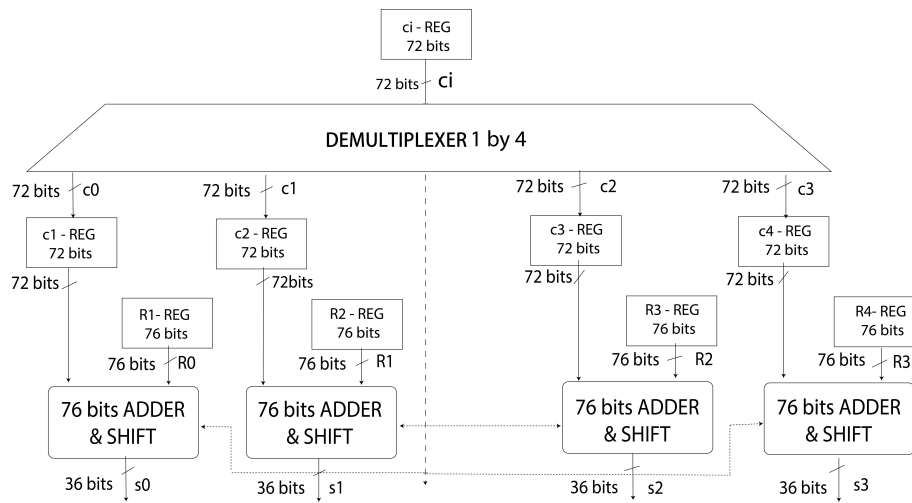 ci - REG
72 bits
72 bits ci
DEMULTIPLEXER 1 by 4
72 bits c0
72 bits c1
72 bits c2
72 bits c3
c1 - REG
72 bits
c2 - REG
72 bits
c3 - REG
72 bits
c4 - REG
72 bits
72 bits
72bits
72 bits
72 bits
R1- REG
76 bits
R2 - REG
76 bits
R3 - REG
76 bits
R4- REG
76 bits
76 bits R0
76 bits R1
76 bits R2
76 bits R3
76 bits ADDER
& SHIFT
76 bits ADDER
& SHIFT
76 bits ADDER
& SHIFT
76 bits ADDER
& SHIFT
36 bits s0
36 bits s1
36 bits s2
36 bits s3